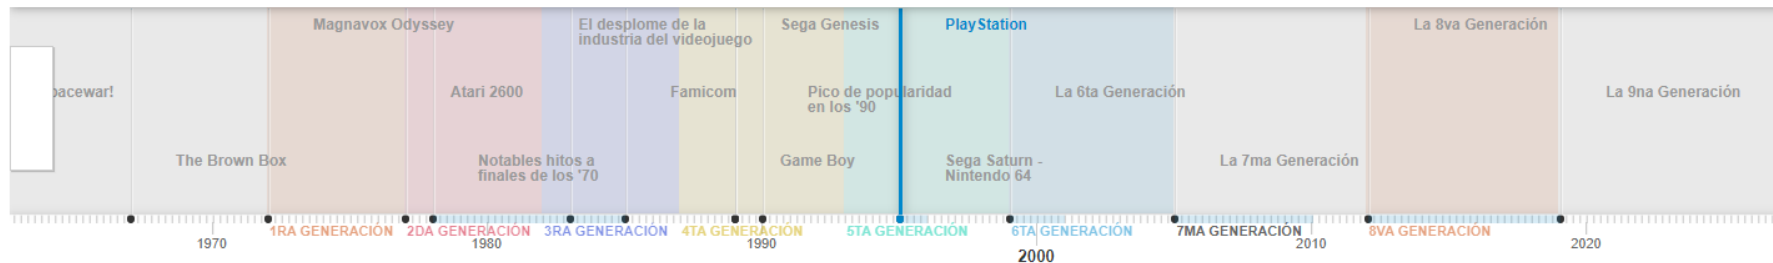 Magnavox Odyssey
El desplome de la
industria del videojuego
Sega Genesis
PlayStation
La 8va Generación
pacewar!
Atari 2600
Famicom
Pico de popularidad
en los '90
La 6ta Generación
La 9na Generación
The Brown Box
Notables hitos a
finales de los '70
Game Boy
Sega Saturn -
Nintendo 64
La 7ma Generación
1RA GENERACIÓN
2DA GENERACIÓN
3RA GENERACIÓN
4TA GENERACIÓN
5TA GENERACIÓN
6TA GENERACIÓN
7MA GENERACIÓN
8VA GENERACIÓN
1970
1980
1990
2000
2010
2020